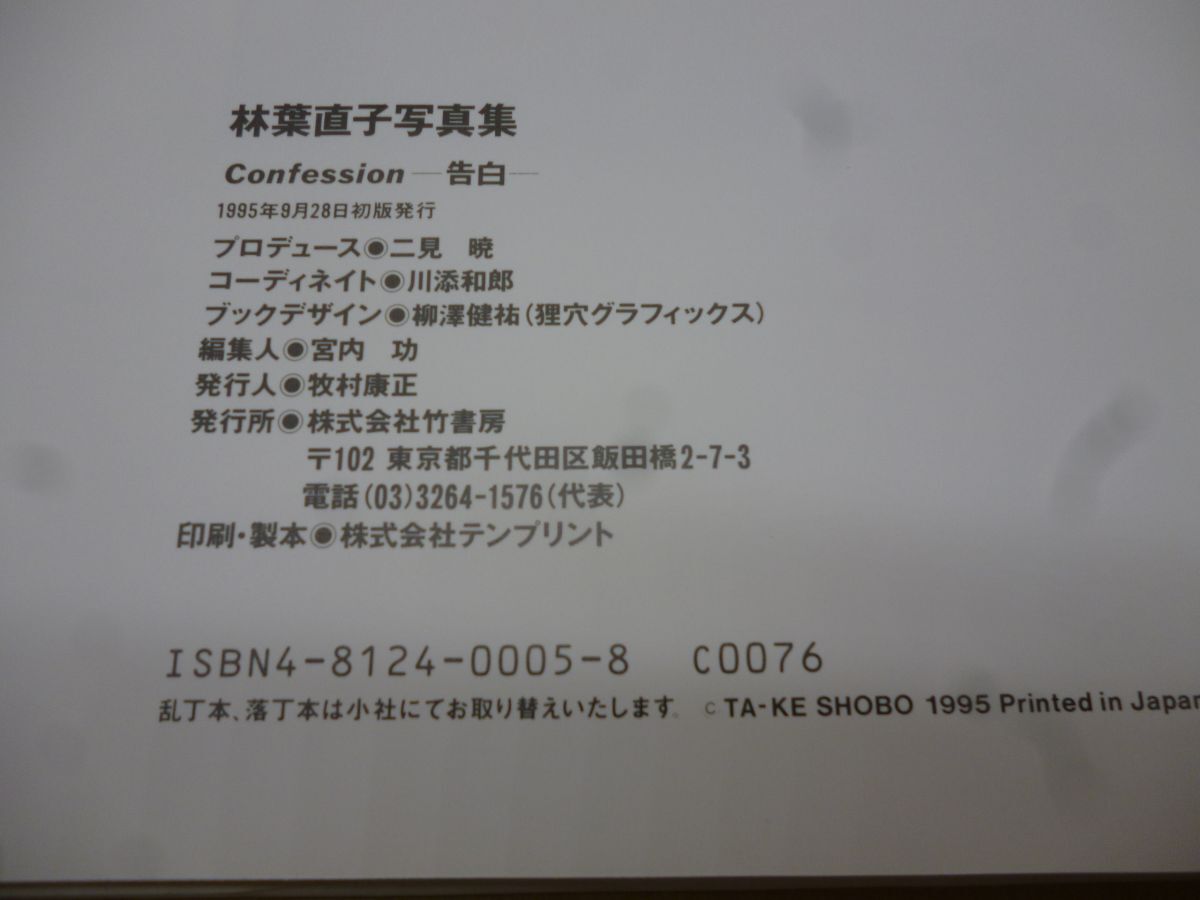 林葉直子写真集
Confession—告白—
1995年9月28日初版発行
プロデュース◉二見 暁
コーディネイト◉川添和郎
ブックデザイン◉柳澤健祐(狸穴グラフィックス)
編集人◉宮内 功
発行人◉牧村康正
発行所◉株式会社竹書房
〒102 東京都千代田区飯田橋2-7-3
電話(03)3264-1576(代表)
印刷・製本◉株式会社テンプリント
ISBN4-8124-0005-8 C0076
乱丁本、落丁本は小社にてお取り替えいたします。 ©TA-KE SHOBO 1995 Printed in Japan